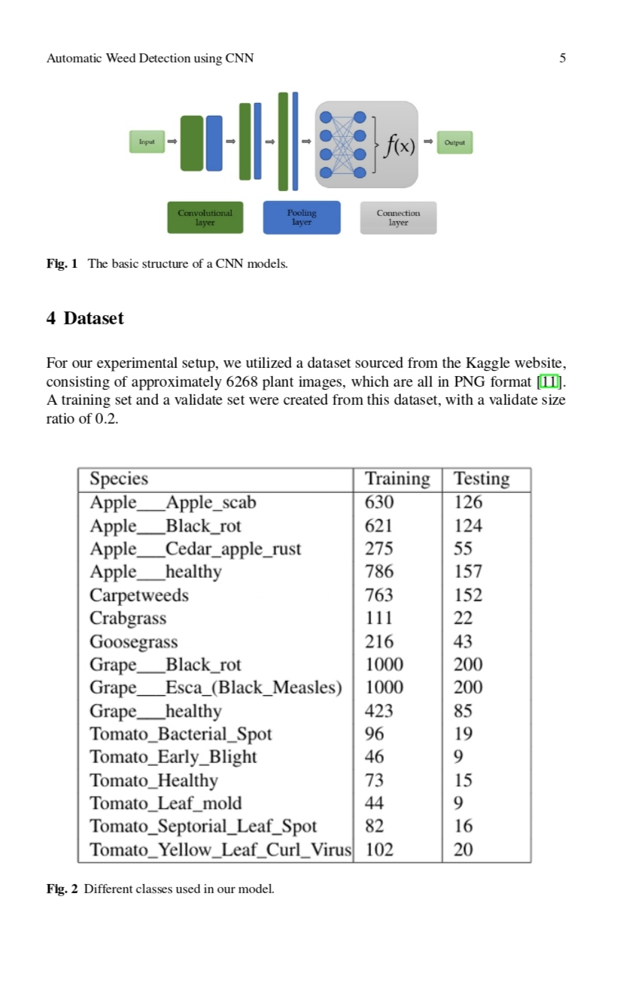 Automatic Weed Detection using CNN 5
Input
f(x)
Output
Convolutional layer
Pooling layer
Connection layer
Fig. 1 The basic structure of a CNN models.
4 Dataset
For our experimental setup, we utilized a dataset sourced from the Kaggle website,
consisting of approximately 6268 plant images, which are all in PNG format [11].
A training set and a validate set were created from this dataset, with a validate size
ratio of 0.2.
Species Training Testing
Apple___Apple_scab 630 126
Apple___Black_rot 621 124
Apple___Cedar_apple_rust 275 55
Apple___healthy 786 157
Carpetweeds 763 152
Crabgrass 111 22
Goosegrass 216 43
Grape___Black_rot 1000 200
Grape___Esca_(Black_Measles) 1000 200
Grape___healthy 423 85
Tomato_Bacterial_Spot 96 19
Tomato_Early_Blight 46 9
Tomato_Healthy 73 15
Tomato_Leaf_mold 44 9
Tomato_Septorial_Leaf_Spot 82 16
Tomato_Yellow_Leaf_Curl_Virus 102 20
Fig. 2 Different classes used in our model.